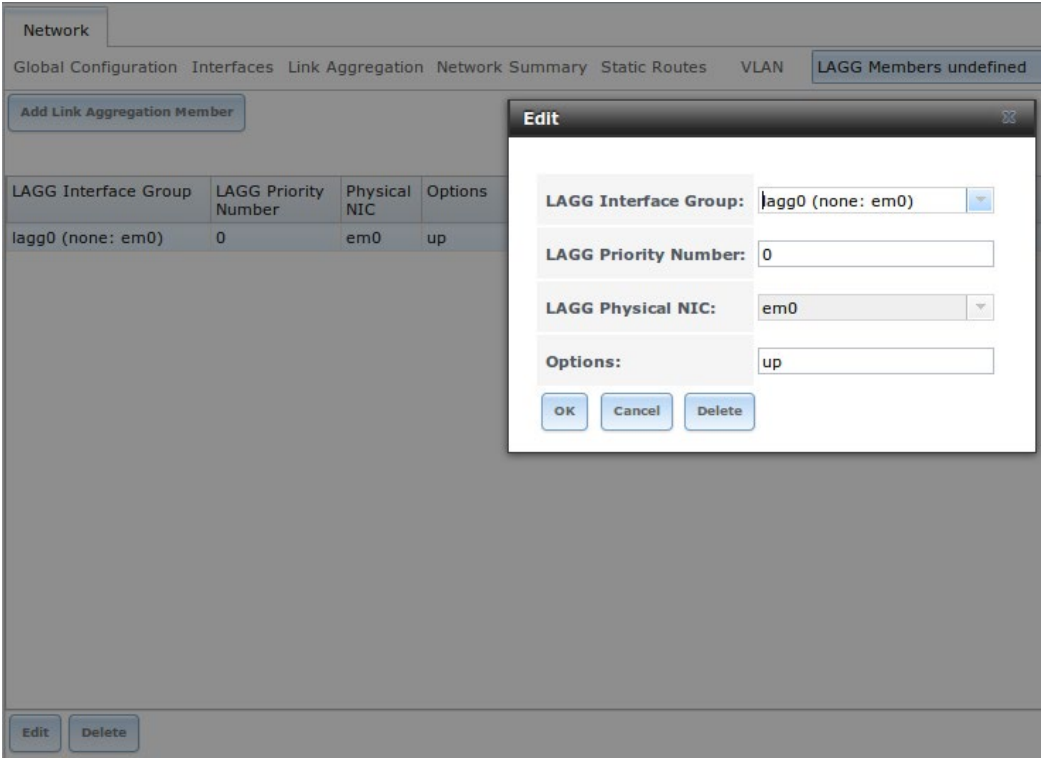 Network
Global Configuration Interfaces Link Aggregation Network Summary Static Routes VLAN LAGG Members undefined
Add Link Aggregation Member
LAGG Interface Group LAGG Priority Number Physical NIC Options
lagg0 (none: em0) 0 em0 up
Edit
LAGG Interface Group: lagg0 (none: em0)
LAGG Priority Number: 0
LAGG Physical NIC: em0
Options: up
OK Cancel Delete
Edit Delete